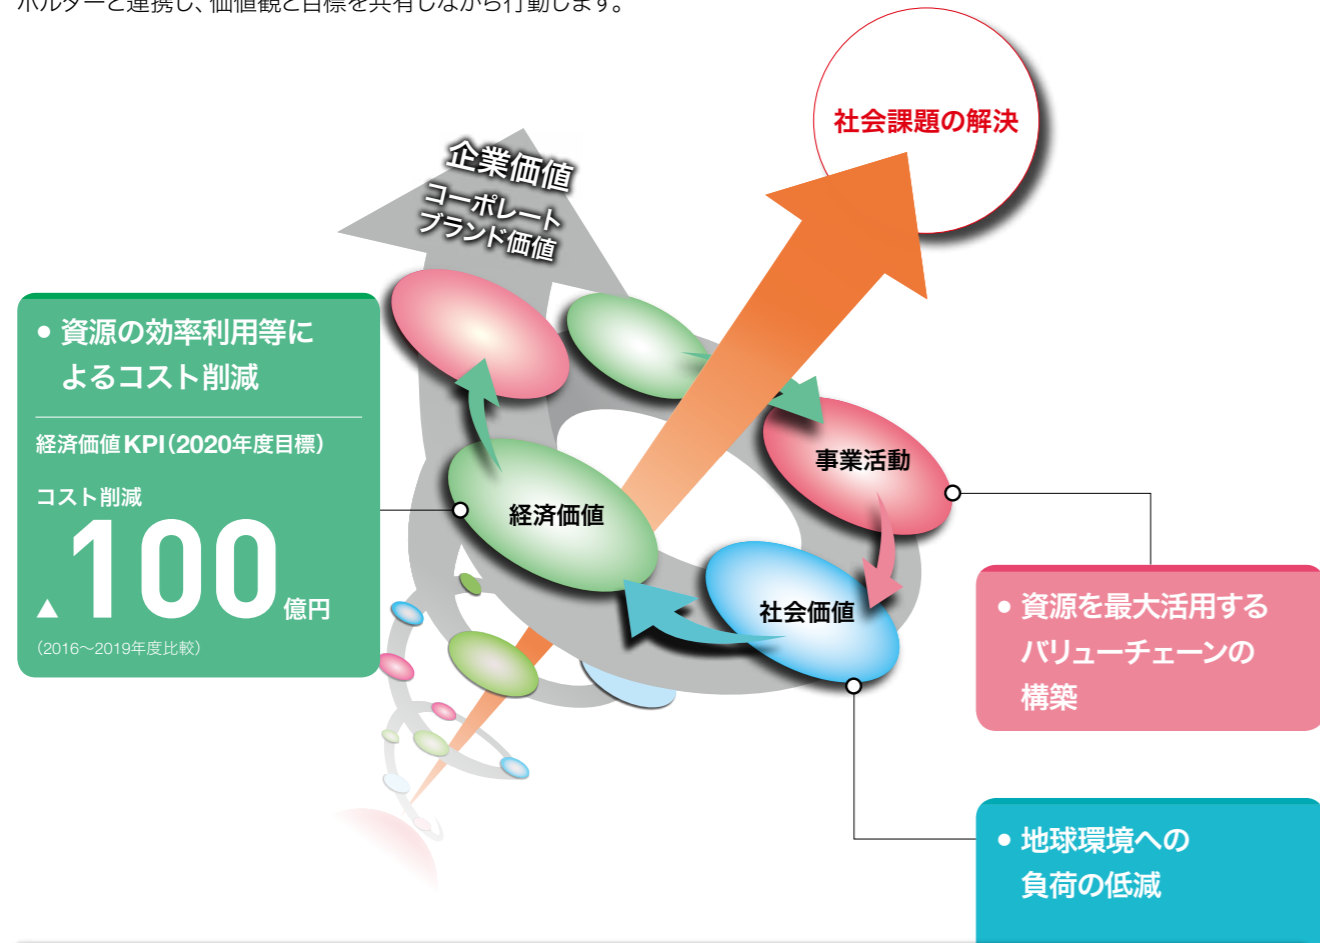 ホルダーと連携し、価値観と目標を共有しながら行動します。
社会課題の解決
企業価値
コーポレート
ブランド価値
• 資源の効率利用等に
よるコスト削減
経済価値KPI（2020年度目標）
コスト削減
▲100億円
（2016〜2019年度比較）
経済価値
事業活動
社会価値
• 資源を最大活用する
バリューチェーンの
構築
• 地球環境への
負荷の低減